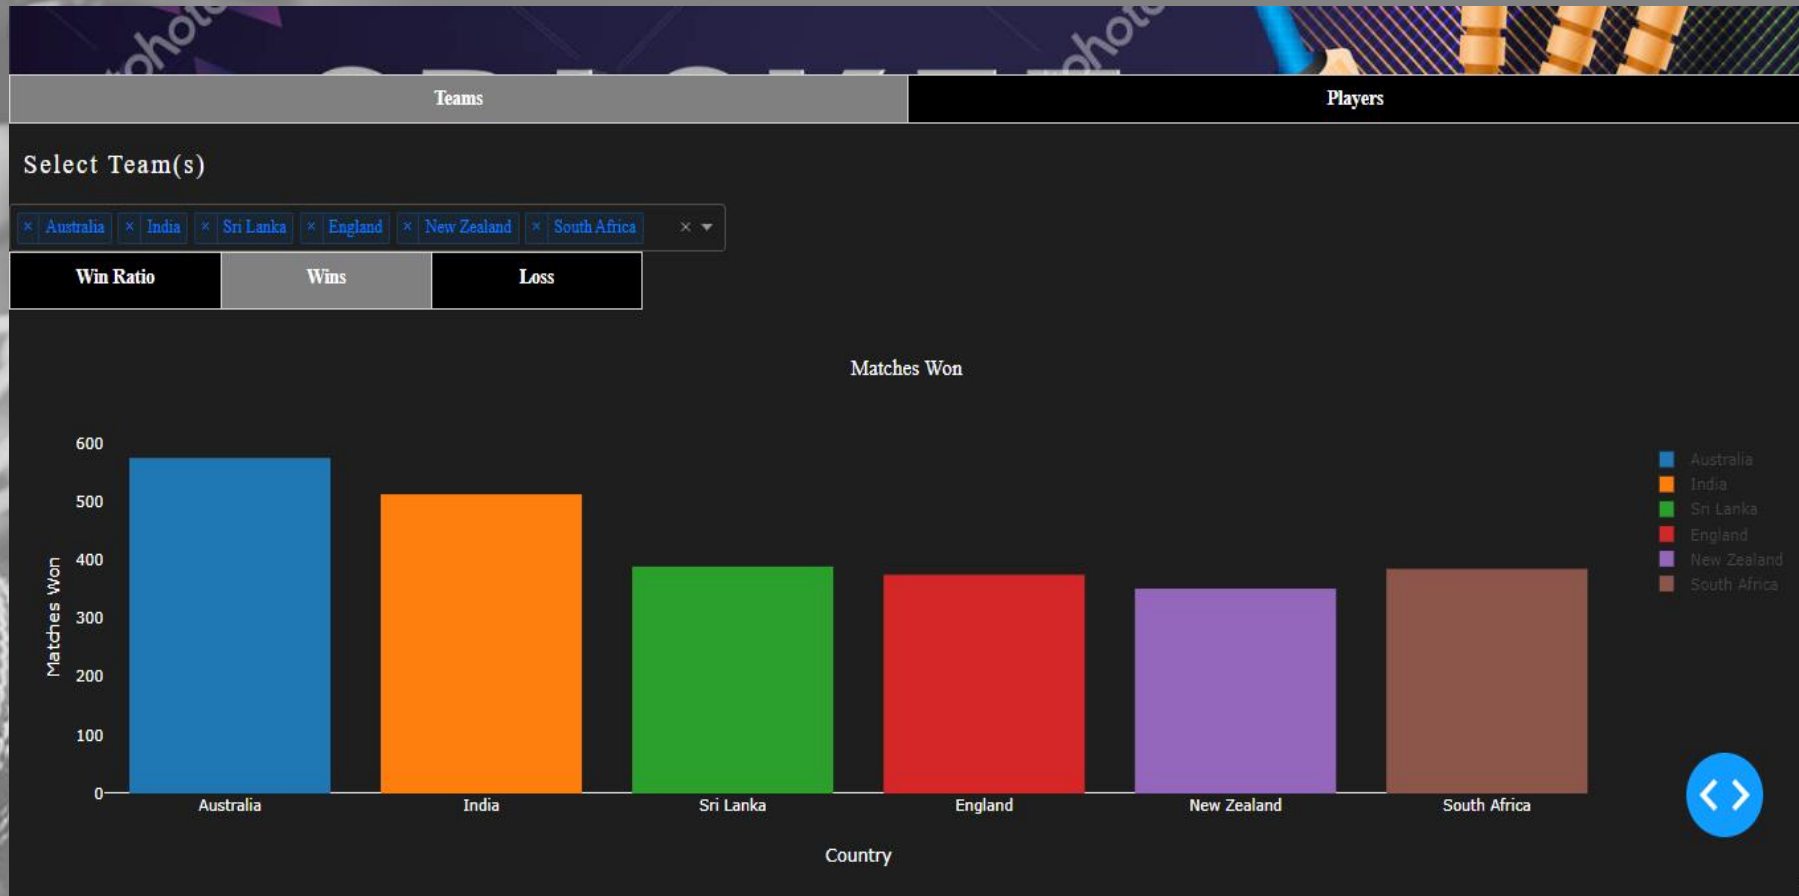 Teams Players
Select Team(s)
× Australia × India × Sri Lanka × England × New Zealand × South Africa ×
Win Ratio Wins Loss
Matches Won
600
500
400
300
200
100
0
Matches Won
Australia India Sri Lanka England New Zealand South Africa
Country
Australia
India
Sri Lanka
England
New Zealand
South Africa